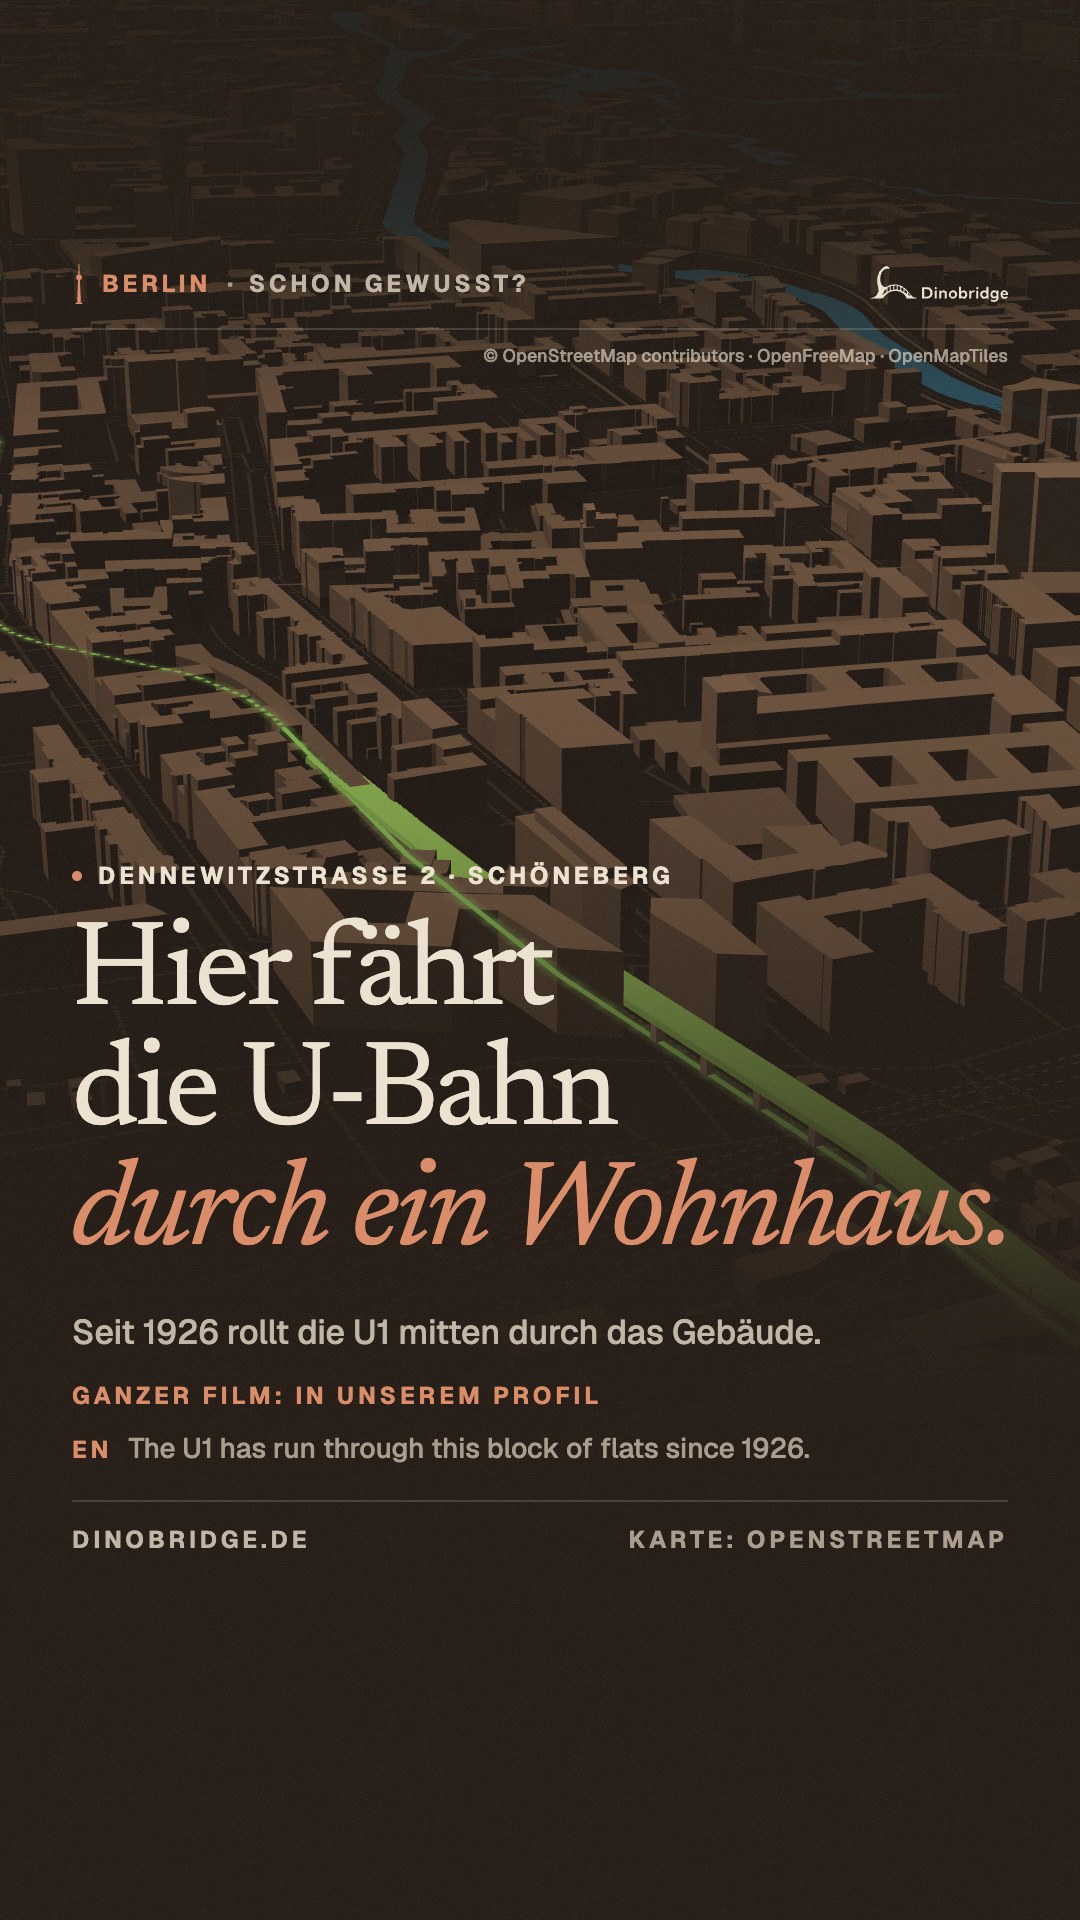 BERLIN · SCHON GEWUSST?
Dinobridge
© OpenStreetMap contributors · OpenFreeMap · OpenMapTiles
DENNEWITZSTRASSE 2 · SCHÖNEBERG
Hier fährt
die U-Bahn
durch ein Wohnhaus.
Seit 1926 rollt die U1 mitten durch das Gebäude.
GANZER FILM: IN UNSEREM PROFIL
EN The U1 has run through this block of flats since 1926.
DINOBRIDGE.DE
KARTE: OPENSTREETMAP